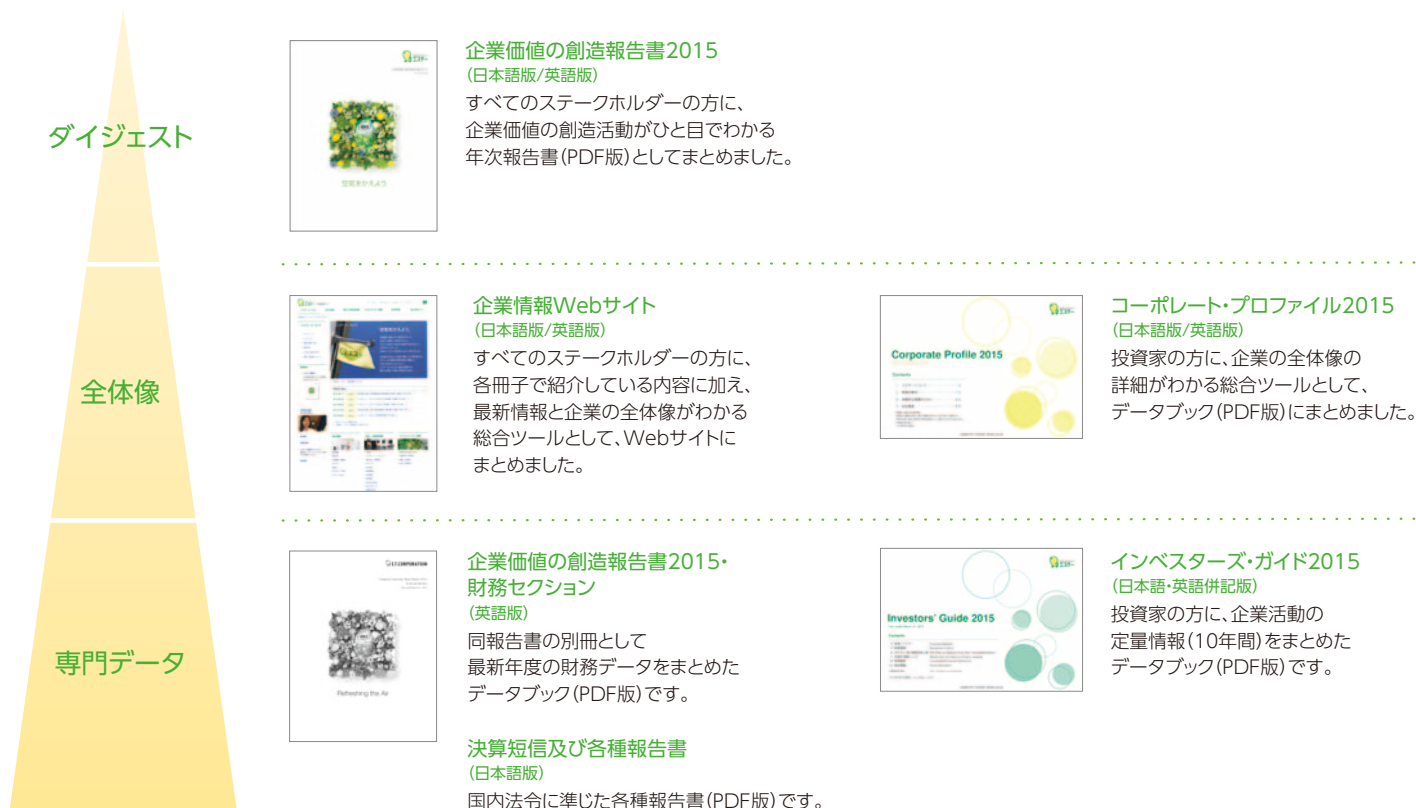 ダイジェスト
エステー
空気をかえよう
企業価値の創造報告書2015
（日本語版/英語版）
すべてのステークホルダーの方に、
企業価値の創造活動がひと目でわかる
年次報告書（PDF版）としてまとめました。
全体像
企業情報Webサイト
（日本語版/英語版）
すべてのステークホルダーの方に、
各冊子で紹介している内容に加え、
最新情報と企業の全体像がわかる
総合ツールとして、Webサイトに
まとめました。
Corporate Profile 2015
Contents
コーポレート・プロファイル2015
（日本語版/英語版）
投資家の方に、企業の全体像の
詳細がわかる総合ツールとして、
データブック（PDF版）にまとめました。
専門データ
S.T.CORPORATION
Refreshing the Air
企業価値の創造報告書2015・
財務セクション
（英語版）
同報告書の別冊として
最新年度の財務データをまとめた
データブック（PDF版）です。
決算短信及び各種報告書
（日本語版）
国内法令に準じた各種報告書（PDF版）です。
Investors' Guide 2015
Contents
インベスターズ・ガイド2015
（日本語・英語併記版）
投資家の方に、企業活動の
定量情報（10年間）をまとめた
データブック（PDF版）です。